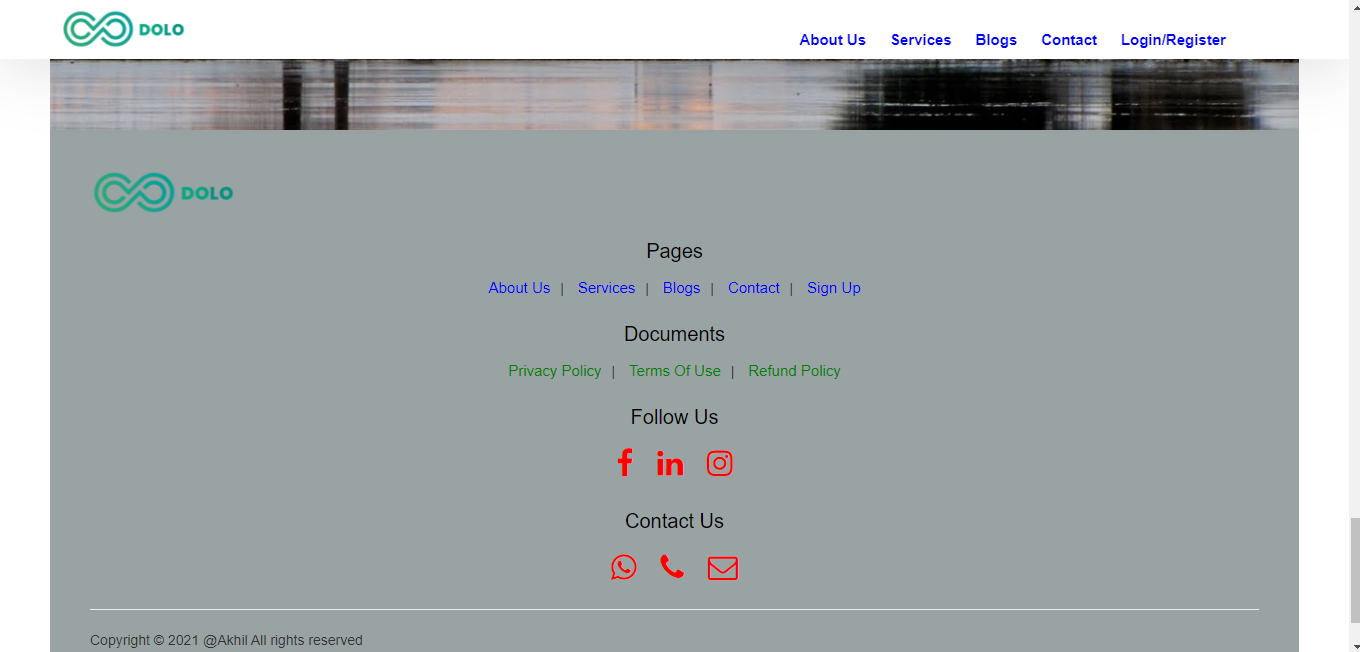 DOLO
About Us Services Blogs Contact Login/Register
DOLO
Pages
About Us | Services | Blogs | Contact | Sign Up
Documents
Privacy Policy | Terms Of Use | Refund Policy
Follow Us
Contact Us
Copyright © 2021 @Akhil All rights reserved